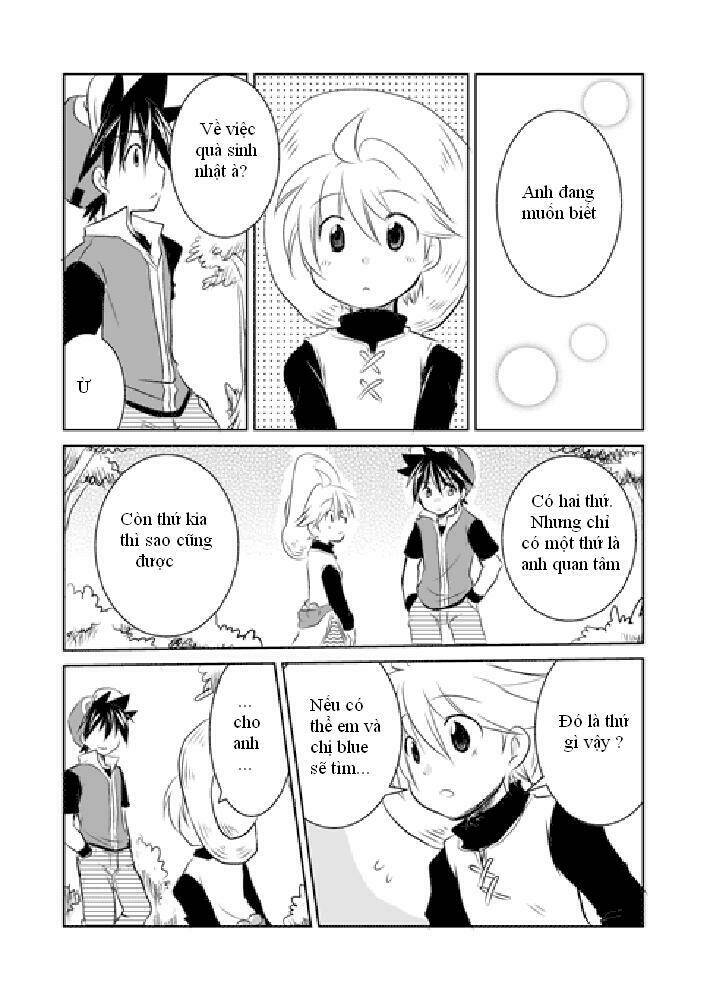 Anh đang
muốn biết
Về việc
quà sinh
nhật à?
Ừ
Có hai thứ.
Nhưng chỉ
có một thứ là
anh quan tâm
Còn thứ kia
thì sao cũng
được
Đó là thứ
gì vậy ?
Nếu có
thể em và
chị blue
sẽ tìm...
...
cho
anh
...